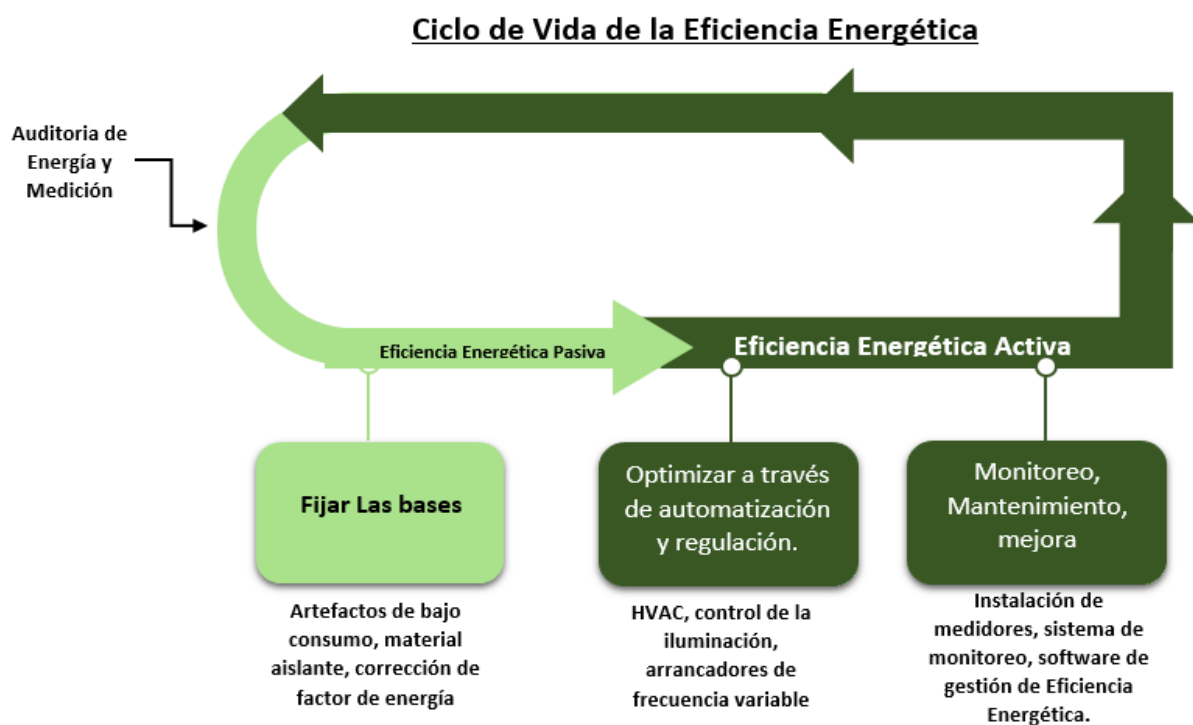 Ciclo de Vida de la Eficiencia Energética
Auditoria de
Energía y
Medición
Eficiencia Energética Pasiva
Eficiencia Energética Activa
Fijar Las bases
Artefactos de bajo
consumo, material
aislante, corrección de
factor de energía
Optimizar a través
de automatización
y regulación.
HVAC, control de la
iluminación,
arrancadores de
frecuencia variable
Monitoreo,
Mantenimiento,
mejora
Instalación de
medidores, sistema de
monitoreo, software de
gestión de Eficiencia
Energética.